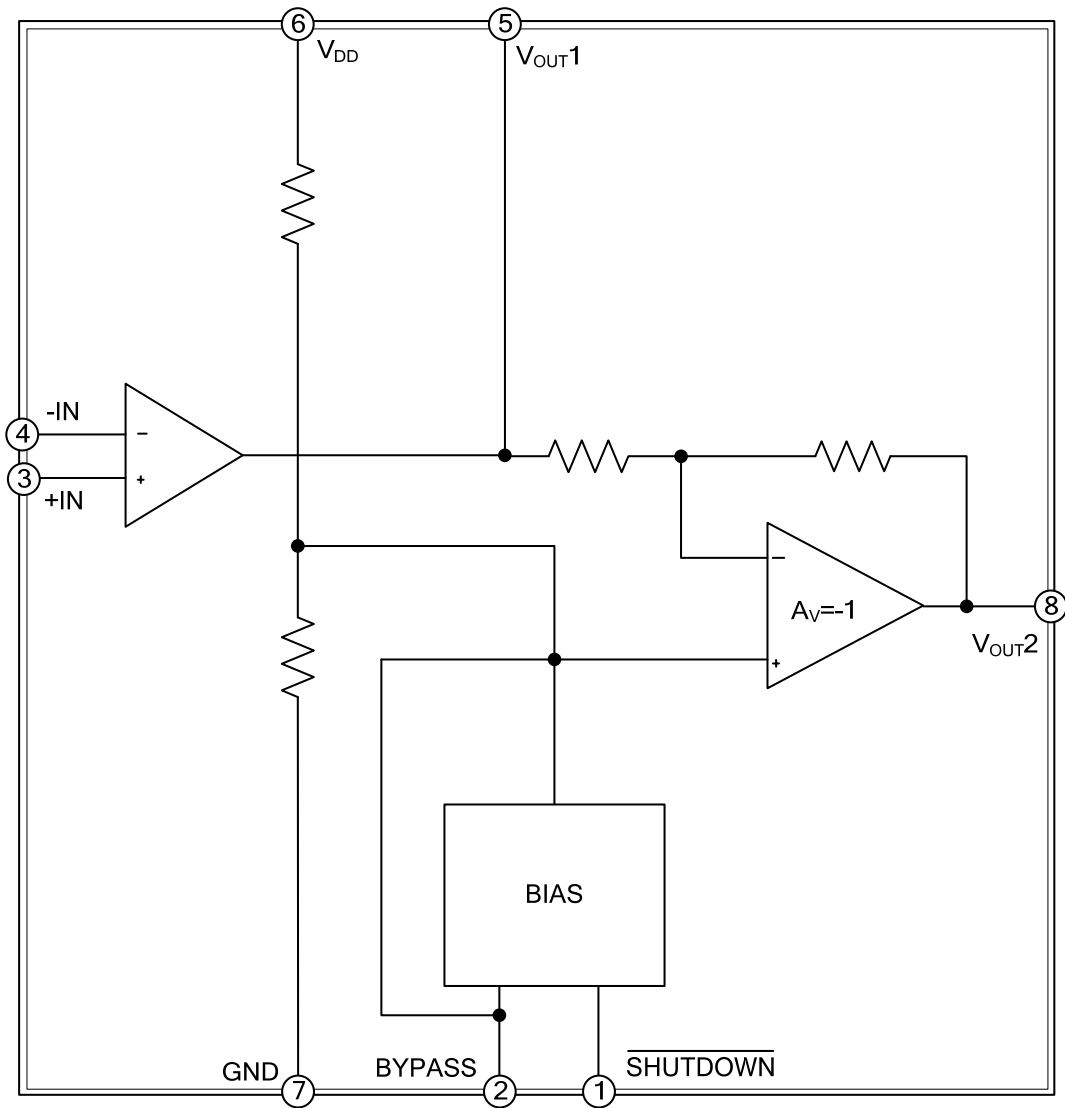 6
5
VDD
VOUT1
-IN
4
−
3
+
+IN
−
AV=-1
8
+
VOUT2
BIAS
GND
BYPASS
SHUTDOWN
7
2
1